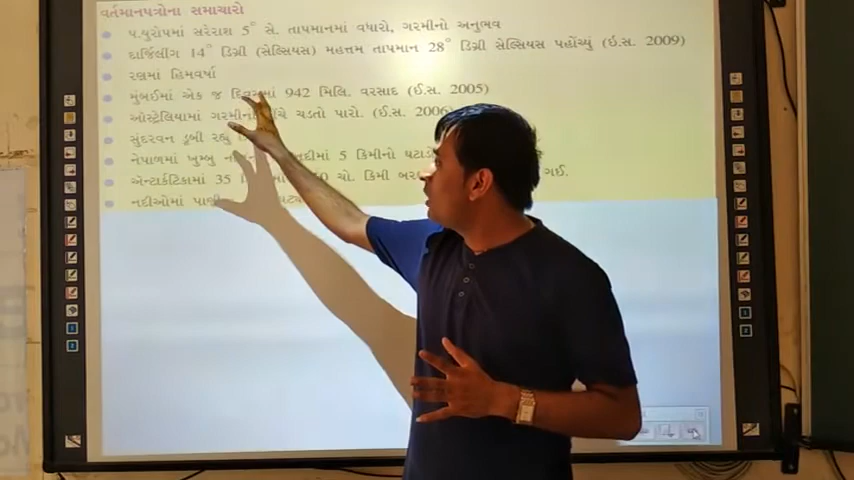 વર્તમાનપત્રોના સમાચારો
પ.યુરોપમાં સરેરાશ 5° સે. તાપમાનમાં વધારો, ગરમીનો અનુભવ
દાર્જિલીંગ 14° ડિગ્રી (સેલ્સિયસ) મહત્તમ તાપમાન 28° ડિગ્રી સેલ્સિયસ પહોંચ્યું (ઈ.સ. 2009)
રણમાં હિમવર્ષા
મુંબઈમાં એક જ દિવસમાં 942 મિલિ. વરસાદ (ઈ.સ. 2005)
ઓસ્ટ્રેલિયામાં ગરમીનો ચડતો પારો. (ઈ.સ. 2006
સુંદરવન ડૂબી રહ્યુ
નેપાળમાં ખુમ્બુ નદીમાં 5 કિમીનો
એન્ટાર્કટિકામાં 35 ચો. કિમી ગઈ.
નદીઓમાં